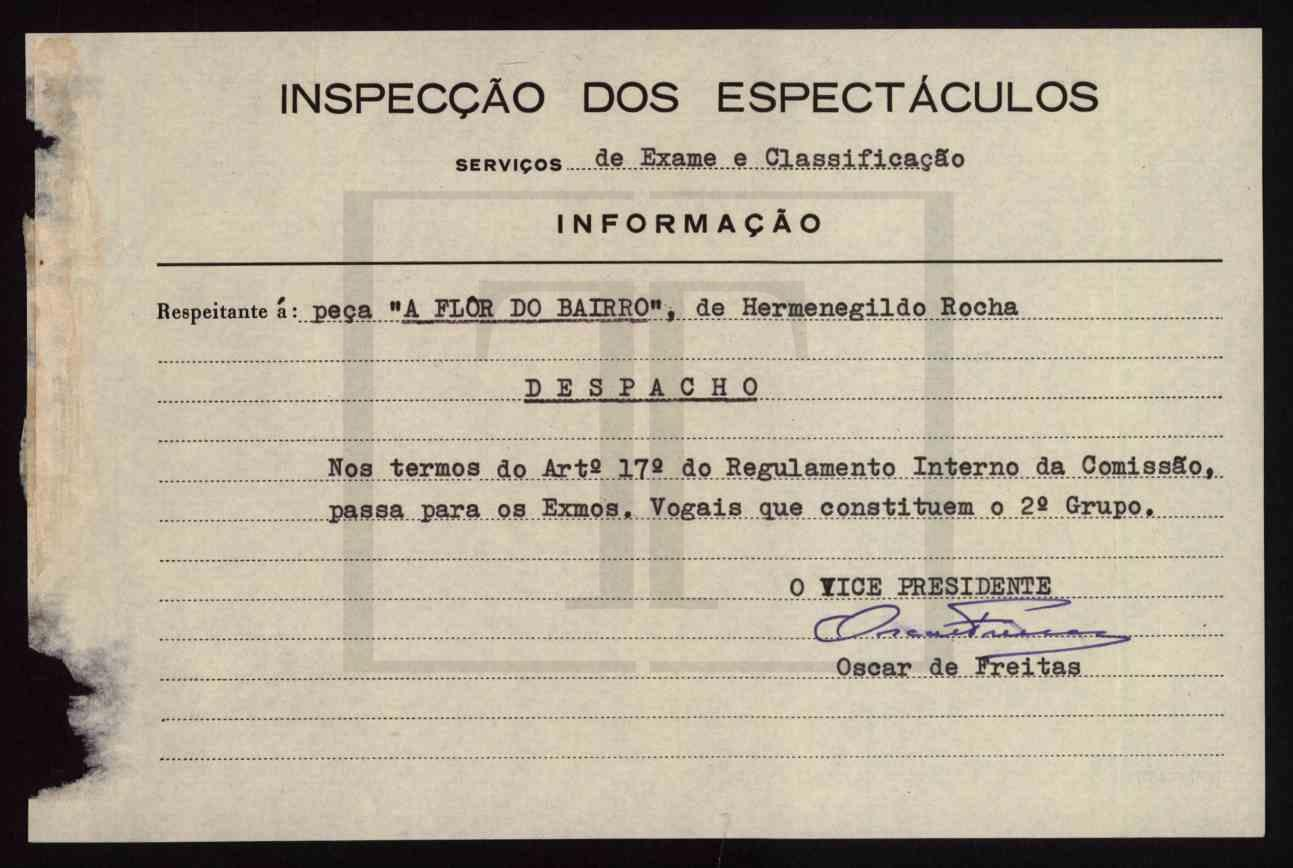 INSPECÇÃO DOS ESPECTÁCULOS
SERVIÇOS de Exame e Classificação
INFORMAÇÃO
Respeitante á: peça "A FLÔR DO BAIRRO", de Hermenegildo Rocha
DESPACHO
Nos termos do Artº 17º do Regulamento Interno da Comissão,
passa para os Exmos. Vogais que constituem o 2º Grupo.
O VICE PRESIDENTE
Oscar de Freitas
Oscar de Freitas